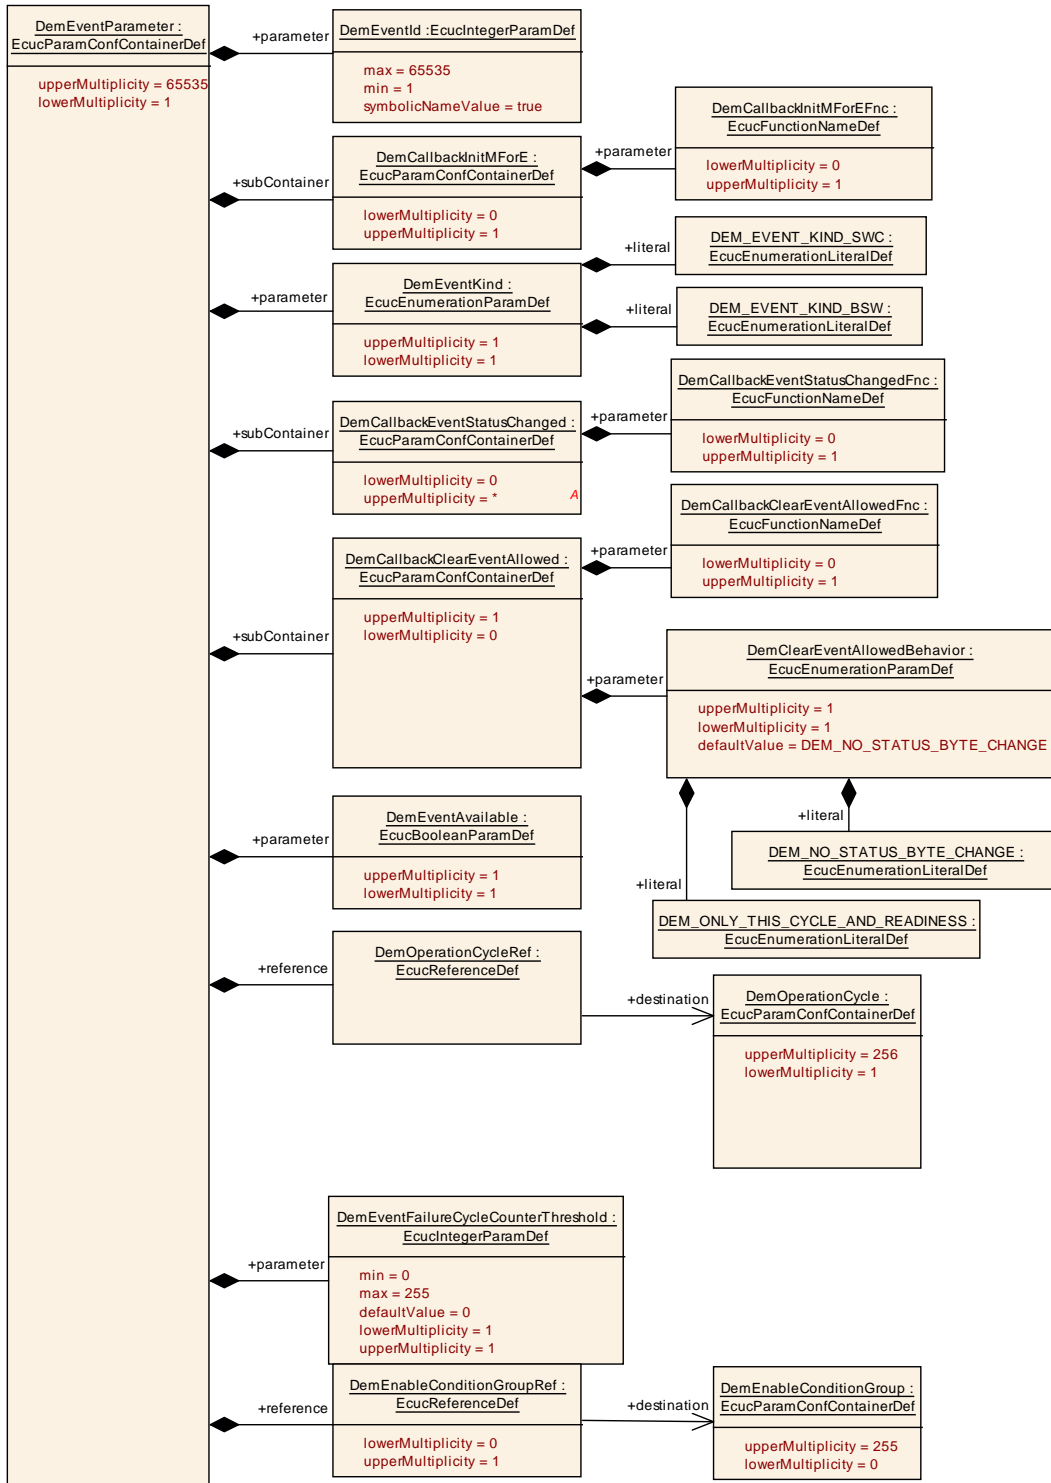 DemEventParameter :
EcucParamConfContainerDef
upperMultiplicity = 65535
lowerMultiplicity = 1
+parameter
DemEventId :EcucIntegerParamDef
max = 65535
min = 1
symbolicNameValue = true
+subContainer
DemCallbackInitMForE :
EcucParamConfContainerDef
lowerMultiplicity = 0
upperMultiplicity = 1
+parameter
DemCallbackInitMForEFnc :
EcucFunctionNameDef
lowerMultiplicity = 0
upperMultiplicity = 1
+parameter
DemEventKind :
EcucEnumerationParamDef
upperMultiplicity = 1
lowerMultiplicity = 1
+literal
DEM_EVENT_KIND_SWC :
EcucEnumerationLiteralDef
+literal
DEM_EVENT_KIND_BSW :
EcucEnumerationLiteralDef
+subContainer
DemCallbackEventStatusChanged :
EcucParamConfContainerDef
lowerMultiplicity = 0
upperMultiplicity = *
A
+parameter
DemCallbackEventStatusChangedFnc :
EcucFunctionNameDef
lowerMultiplicity = 0
upperMultiplicity = 1
+subContainer
DemCallbackClearEventAllowed :
EcucParamConfContainerDef
upperMultiplicity = 1
lowerMultiplicity = 0
+parameter
DemCallbackClearEventAllowedFnc :
EcucFunctionNameDef
lowerMultiplicity = 0
upperMultiplicity = 1
+parameter
DemClearEventAllowedBehavior :
EcucEnumerationParamDef
upperMultiplicity = 1
lowerMultiplicity = 1
defaultValue = DEM_NO_STATUS_BYTE_CHANGE
+literal
DEM_NO_STATUS_BYTE_CHANGE :
EcucEnumerationLiteralDef
+literal
DEM_ONLY_THIS_CYCLE_AND_READINESS :
EcucEnumerationLiteralDef
+parameter
DemEventAvailable :
EcucBooleanParamDef
upperMultiplicity = 1
lowerMultiplicity = 1
+reference
DemOperationCycleRef :
EcucReferenceDef
+destination
DemOperationCycle :
EcucParamConfContainerDef
upperMultiplicity = 256
lowerMultiplicity = 1
+parameter
DemEventFailureCycleCounterThreshold :
EcucIntegerParamDef
min = 0
max = 255
defaultValue = 0
lowerMultiplicity = 1
upperMultiplicity = 1
+reference
DemEnableConditionGroupRef :
EcucReferenceDef
lowerMultiplicity = 0
upperMultiplicity = 1
+destination
DemEnableConditionGroup :
EcucParamConfContainerDef
upperMultiplicity = 255
lowerMultiplicity = 0